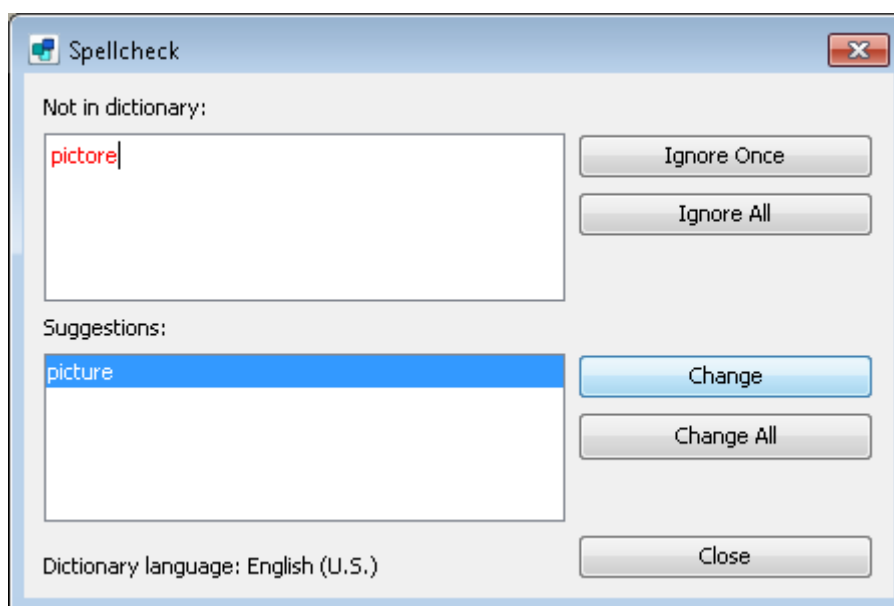 Spellcheck
Not in dictionary:
pictore
Ignore Once
Ignore All
Suggestions:
picture
Change
Change All
Dictionary language: English (U.S.)
Close